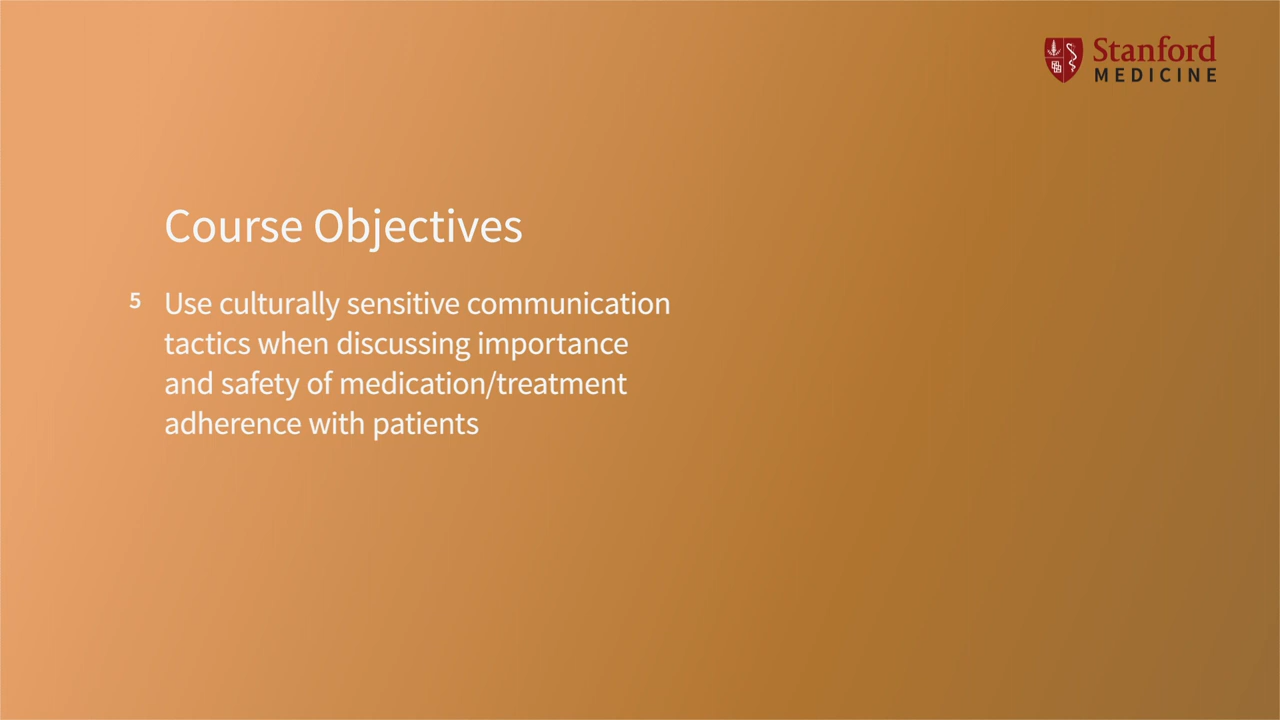 Stanford
MEDICINE
Course Objectives
5 Use culturally sensitive communication
tactics when discussing importance
and safety of medication/treatment
adherence with patients